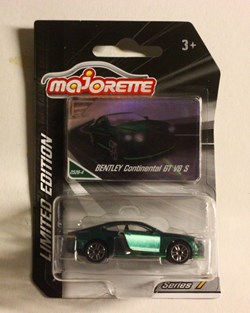 majorette
3+
BENTLEY Continental GT V8 S
LIMITED EDITION
Series